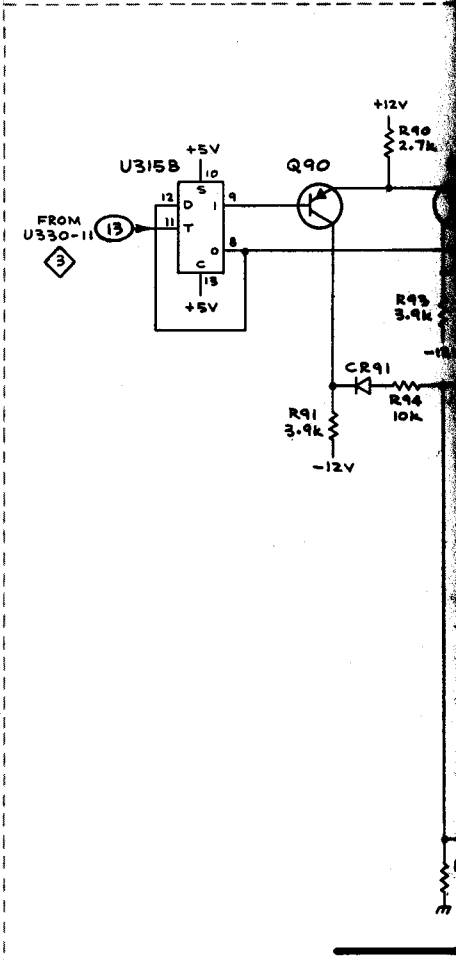 +12V
R90
2.7k
+5V
U315B
Q90
10
S
12
D
1
9
11
T
FROM
U330-11
13
3
0
8
C
13
+5V
R93
3.9k
CR91
R94
10k
R91
3.9k
-12V